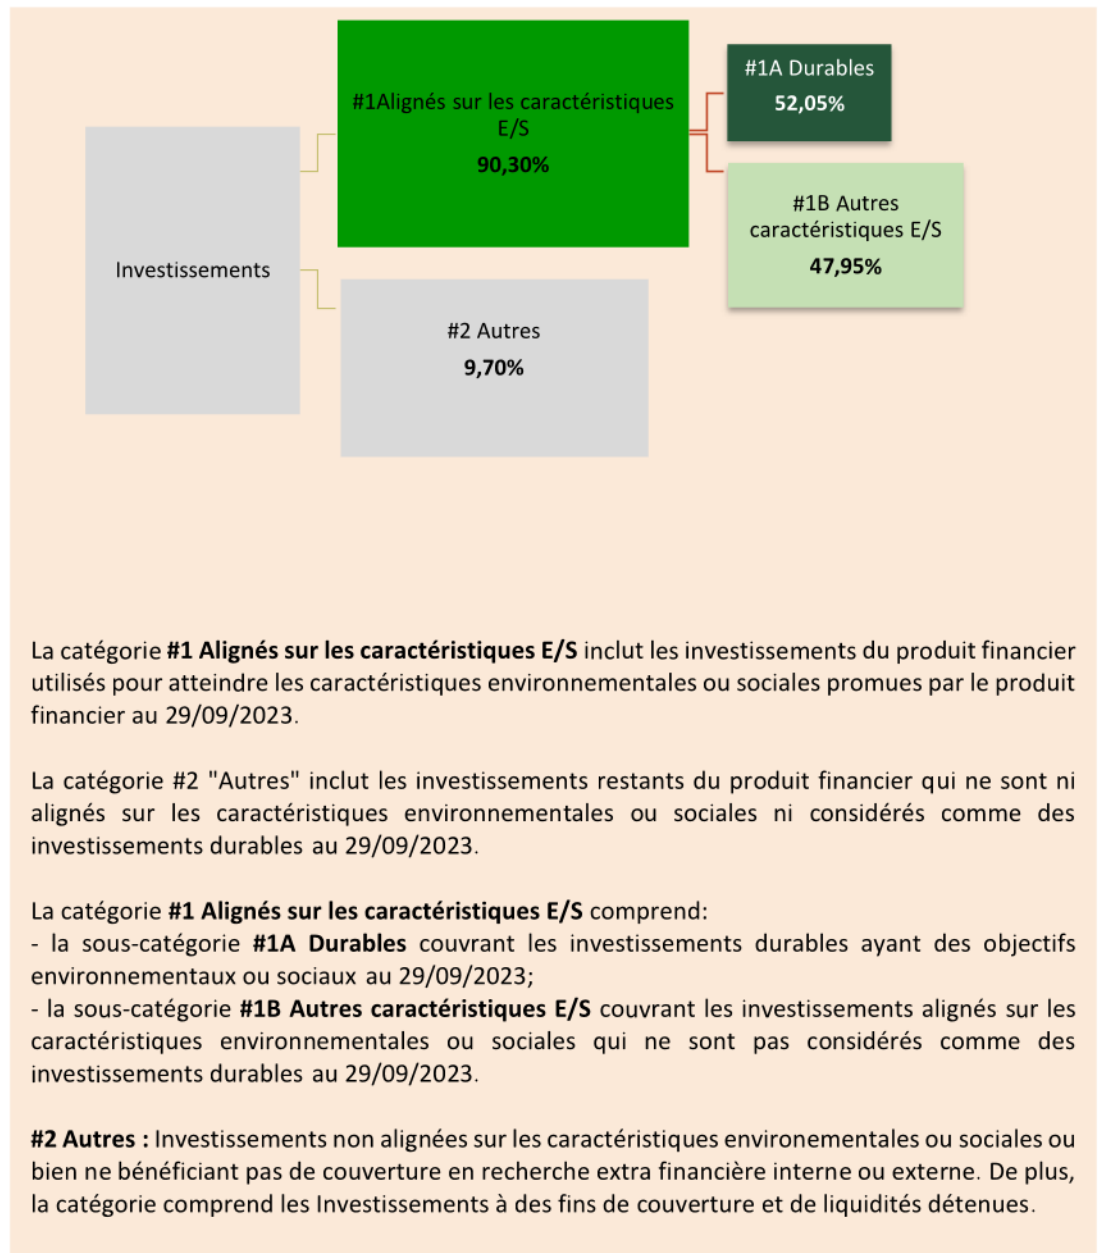 #1Alignés sur les caractéristiques
E/S
90,30%
#1A Durables
52,05%
#1B Autres
caractéristiques E/S
47,95%
Investissements
#2 Autres
9,70%
La catégorie #1 Alignés sur les caractéristiques E/S inclut les investissements du produit financier
utilisés pour atteindre les caractéristiques environnementales ou sociales promues par le produit
financier au 29/09/2023.
La catégorie #2 "Autres" inclut les investissements restants du produit financier qui ne sont ni
alignés sur les caractéristiques environnementales ou sociales ni considérés comme des
investissements durables au 29/09/2023.
La catégorie #1 Alignés sur les caractéristiques E/S comprend:
- la sous-catégorie #1A Durables couvrant les investissements durables ayant des objectifs
environnementaux ou sociaux au 29/09/2023;
- la sous-catégorie #1B Autres caractéristiques E/S couvrant les investissements alignés sur les
caractéristiques environnementales ou sociales qui ne sont pas considérés comme des
investissements durables au 29/09/2023.
#2 Autres : Investissements non alignées sur les caractéristiques environementales ou sociales ou
bien ne bénéficiant pas de couverture en recherche extra financière interne ou externe. De plus,
la catégorie comprend les Investissements à des fins de couverture et de liquidités détenues.